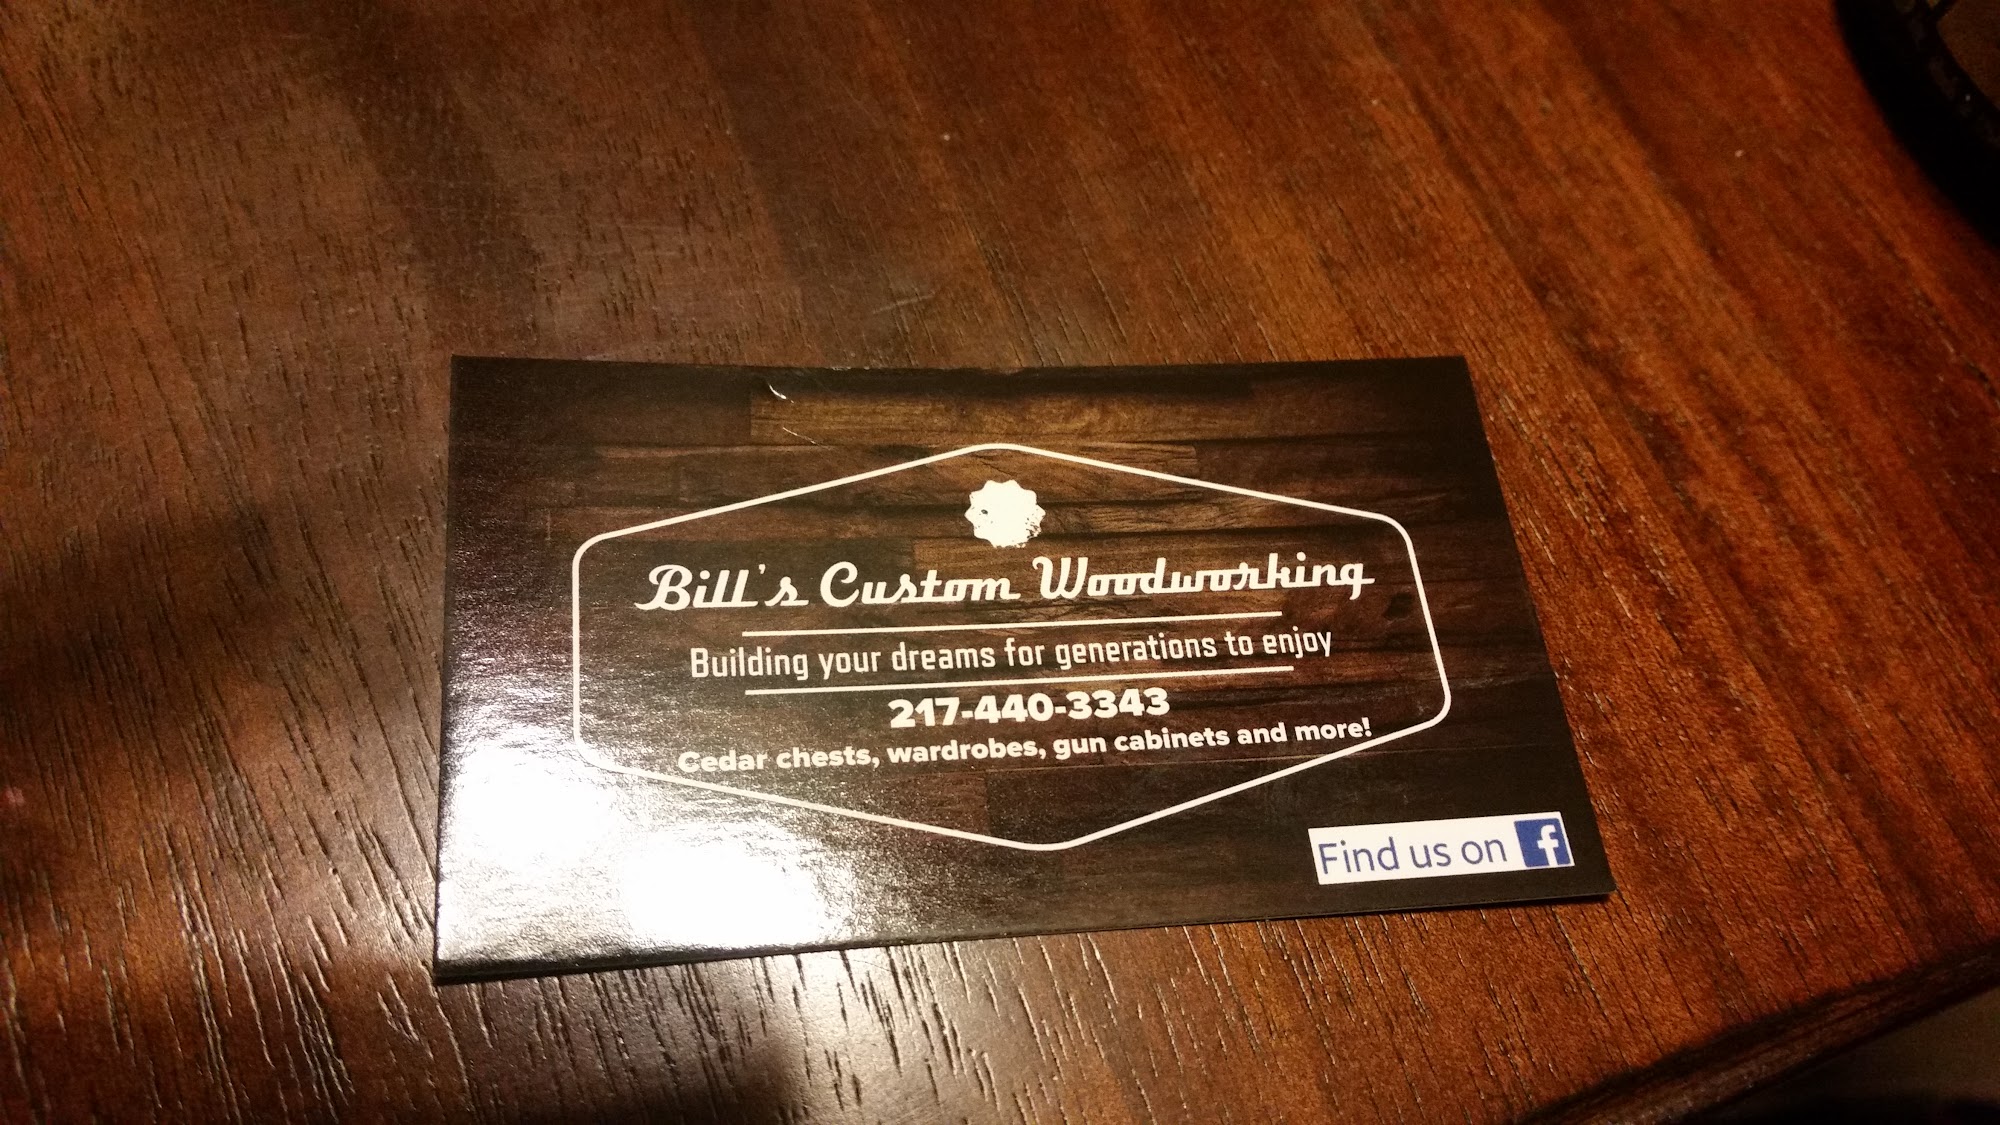 Bill's Custom Woodworking
Building your dreams for generations to enjoy
217-440-3343
Cedar chests, wardrobes, gun cabinets and more!
Find us on f